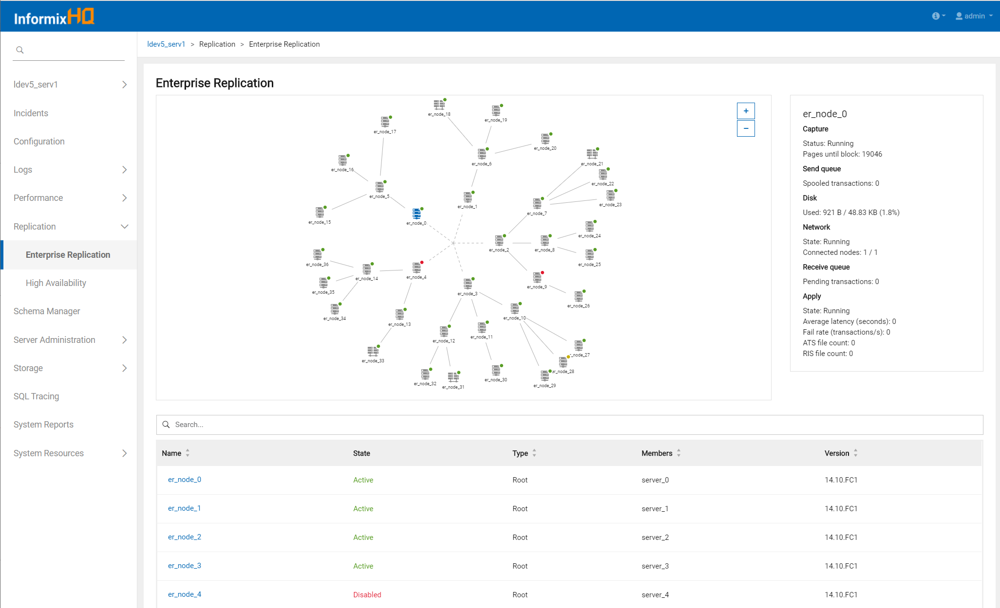 InformixHQ
admin
ldev5_serv1 > Replication > Enterprise Replication
ldev5_serv1
Incidents
Configuration
Logs
Performance
Replication
Enterprise Replication
High Availability
Schema Manager
Server Administration
Storage
SQL Tracing
System Reports
System Resources
Enterprise Replication
er_node_18
er_node_19
er_node_17
er_node_20
er_node_6
er_node_21
er_node_16
er_node_22
er_node_5
er_node_23
er_node_1
er_node_7
er_node_15
er_node_0
er_node_24
er_node_2
er_node_8
er_node_36
er_node_25
er_node_4
er_node_14
er_node_9
er_node_35
er_node_3
er_node_26
er_node_34
er_node_10
er_node_13
er_node_11
er_node_12
_node_27
er_node_33
er_node_28
er_node_30
er_node_32
er_node_29
er_node_31
+
−
er_node_0
Capture
Status: Running
Pages until block: 19046
Send queue
Spooled transactions: 0
Disk
Used: 921 B / 48.83 KB (1.8%)
Network
State: Running
Connected nodes: 1 / 1
Receive queue
Pending transactions: 0
Apply
State: Running
Average latency (seconds): 0
Fail rate (transactions/s): 0
ATS file count: 0
RIS file count: 0
Search...
Name State Type Members Version
er_node_0 Active Root server_0 14.10.FC1
er_node_1 Active Root server_1 14.10.FC1
er_node_2 Active Root server_2 14.10.FC1
er_node_3 Active Root server_3 14.10.FC1
er_node_4 Disabled Root server_4 14.10.FC1